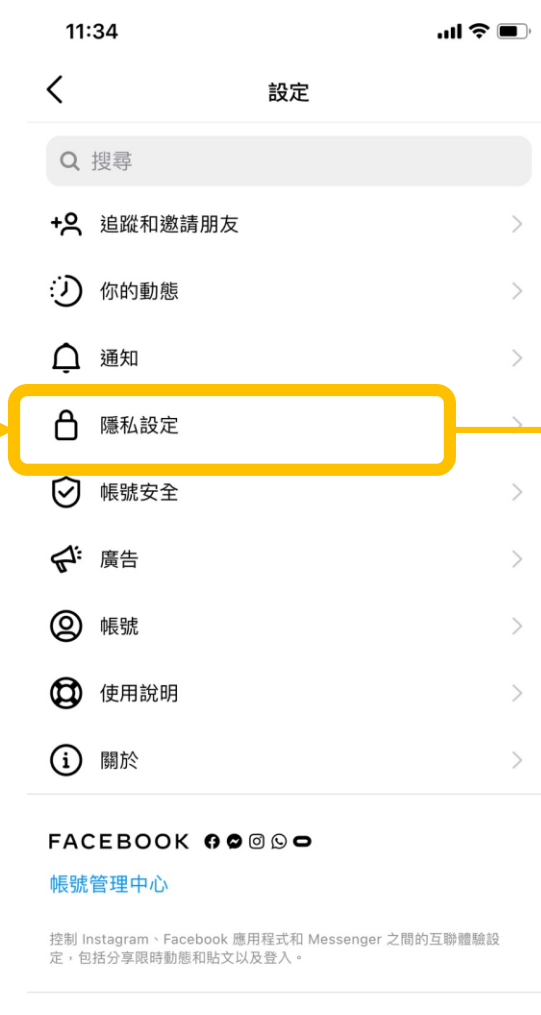 11:34
設定
搜尋
追蹤和邀請朋友
你的動態
通知
隱私設定
帳號安全
廣告
帳號
使用說明
關於
FACEBOOK
帳號管理中心
控制 Instagram、Facebook 應用程式和 Messenger 之間的互聯體驗設
定，包括分享限時動態和貼文以及登入。